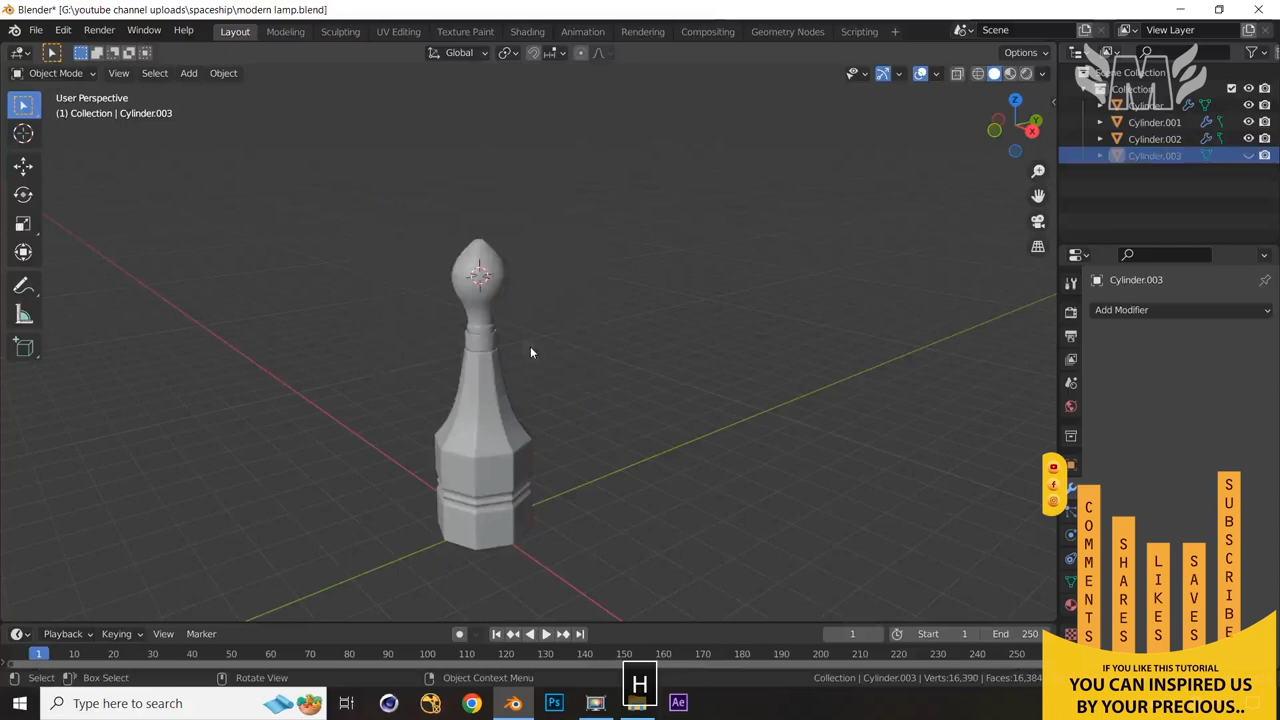 Blender* [G:\youtube channel uploads\spaceship\modern lamp.blend]
File Edit Render Window Help Layout Modeling Sculpting UV Editing Texture Paint Shading Animation Rendering Compositing Geometry Nodes Scripting + Scene View Layer
Global Options
Object Mode View Select Add Object
User Perspective
(1) Collection | Cylinder.003
Z
Y
X
Scene Collection
Collection
Cylinder
Cylinder.001
Cylinder.002
Cylinder.003
Cylinder.003
Add Modifier
COMMENTS
SHARES
LIKES
SAVES
SUBSCRIBE
IF YOU LIKE THIS TUTORIAL
YOU CAN INSPIRED US
BY YOUR PRECIOUS..
Playback Keying View Marker 1 Start 1 End 250
1 10 20 30 40 50 60 70 80 90 100 110 120 130 140 150 160 170 180 190 200 210 220 230 240 250
Select Box Select Rotate View Object Context Menu Collection | Cylinder.003 | Verts:16,390 | Faces:16,384
H
Type here to search
Ps
Ae